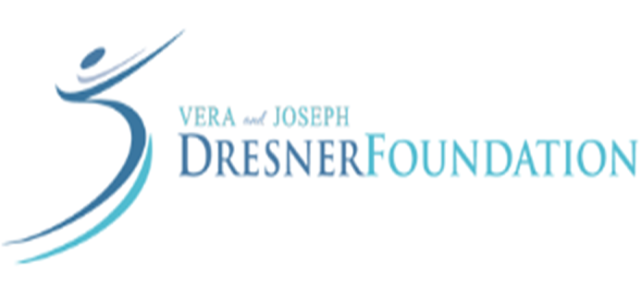 VERA and JOSEPH
DRESNERFOUNDATION